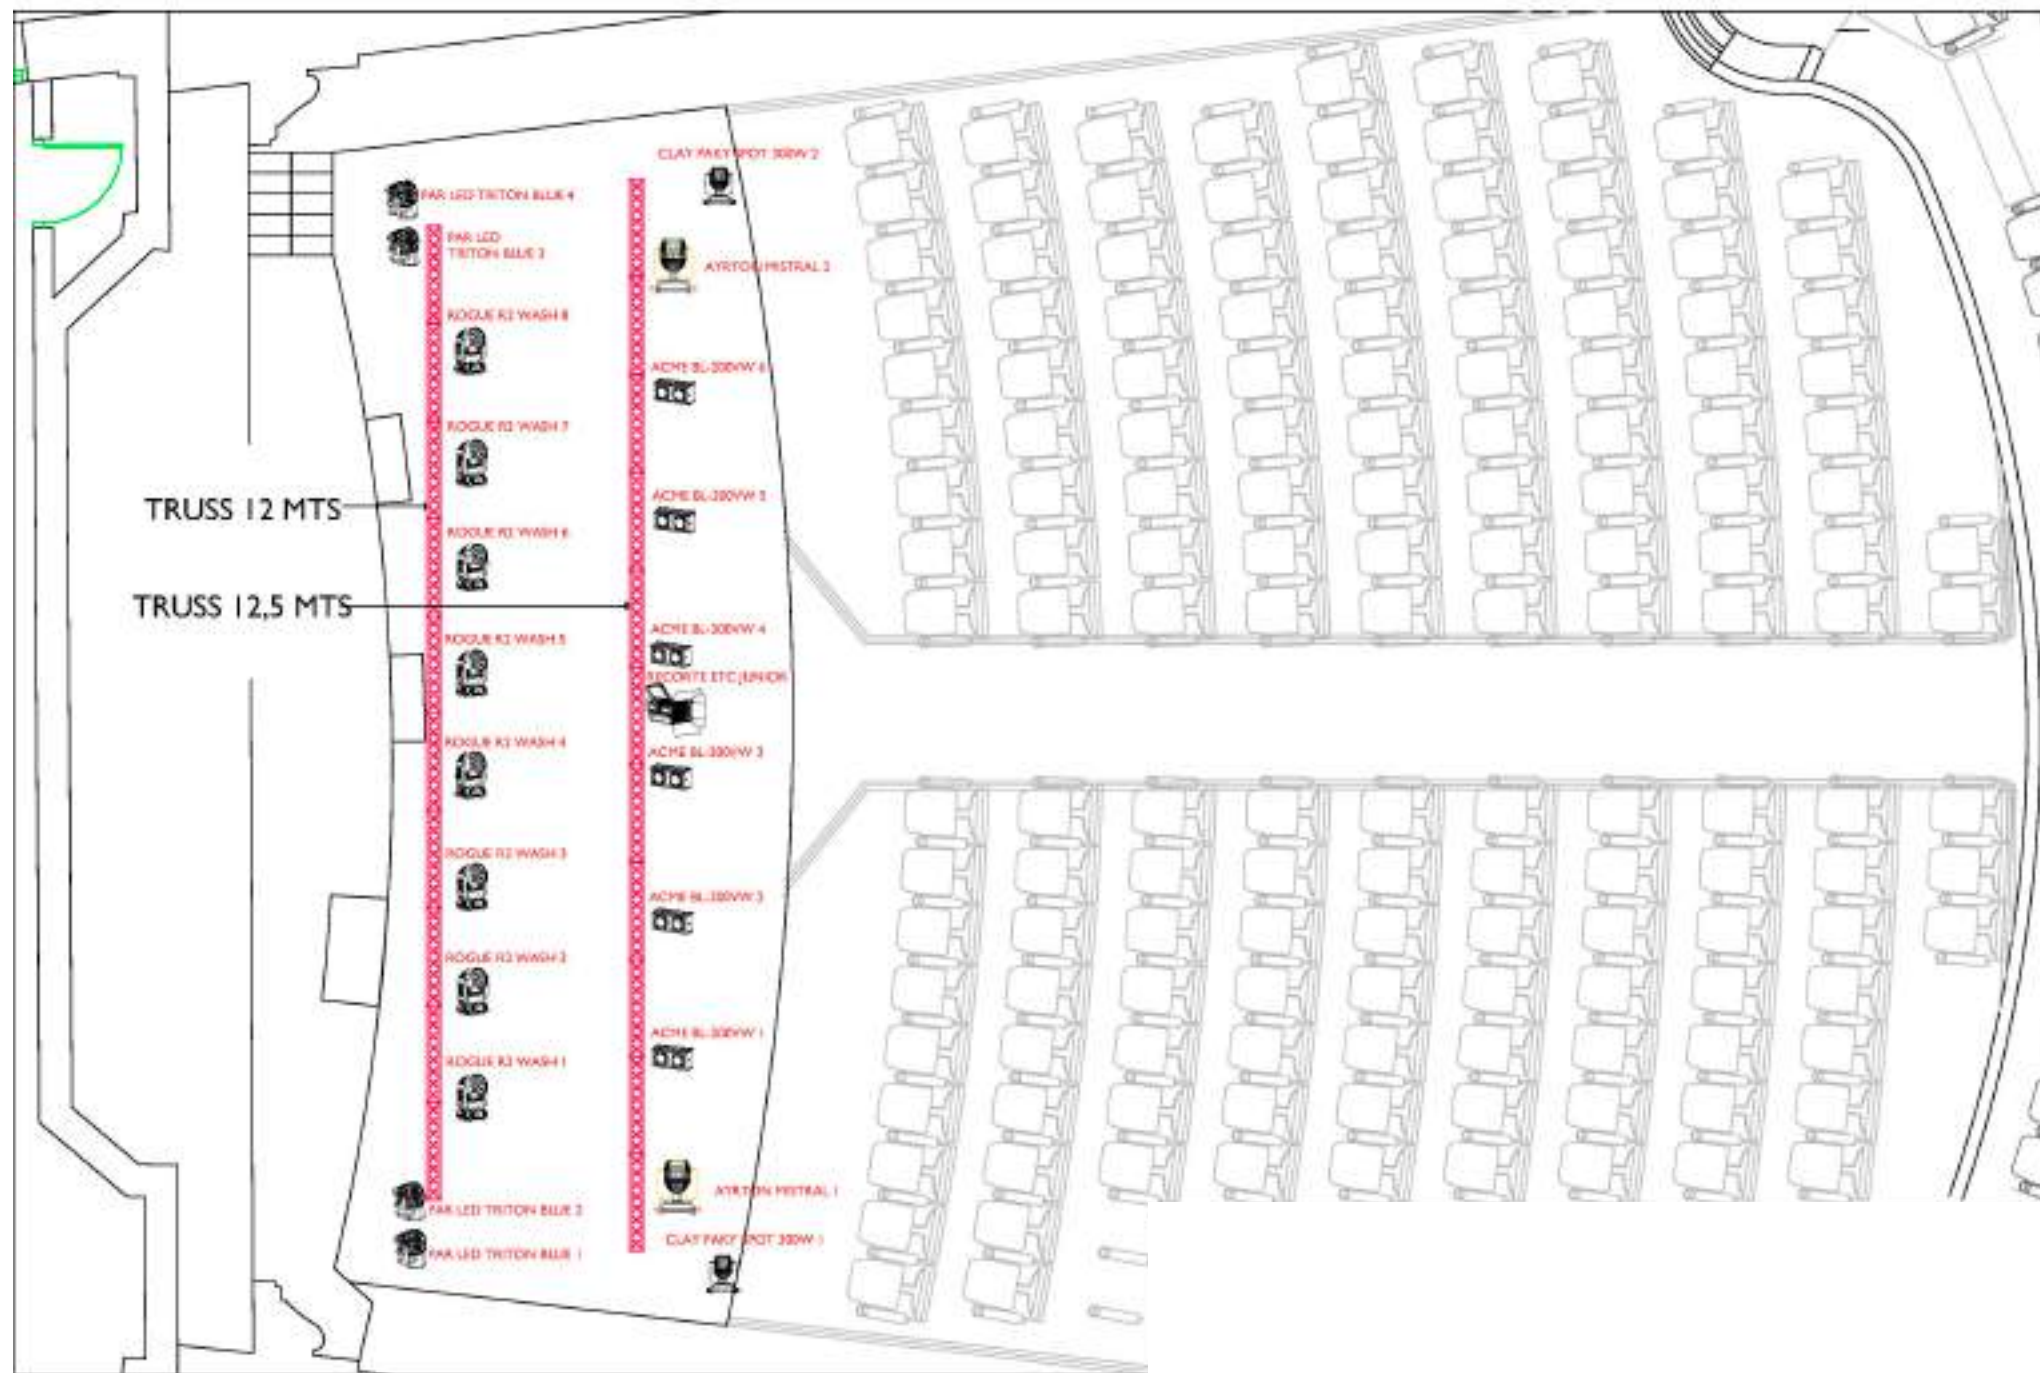 CLAY PAKY SPOT 300W 2
PAR LED TRITON BLUE 4
PAR LED
TRITON BLUE 3
AYRTON MISTRAL 2
ROGUE R2 WASH 8
ACME BL-200VW 6
ROGUE R2 WASH 7
TRUSS 12 MTS
ACME BL-200VW 5
ROGUE R2 WASH 6
TRUSS 12,5 MTS
ACME BL-200VW 4
ROGUE R2 WASH 5
RECORTE ETC JUNIOR
ROGUE R2 WASH 4
ACME BL-200VW 3
ROGUE R2 WASH 3
ACME BL-200VW 2
ROGUE R2 WASH 2
ACME BL-200VW 1
ROGUE R2 WASH 1
AYRTON MISTRAL 1
PAR LED TRITON BLUE 2
CLAY PAKY SPOT 300W 1
PAR LED TRITON BLUE 1